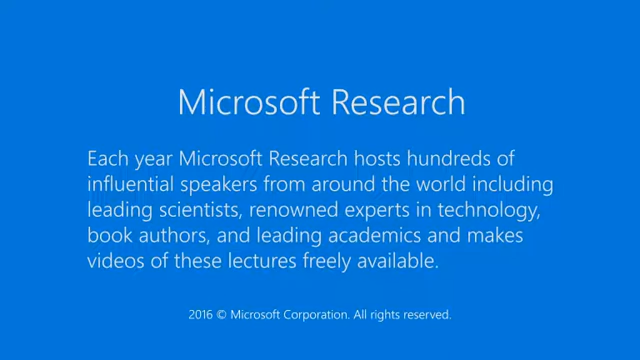 Microsoft Research
Each year Microsoft Research hosts hundreds of
influential speakers from around the world including
leading scientists, renowned experts in technology,
book authors, and leading academics and makes
videos of these lectures freely available.
2016 © Microsoft Corporation. All rights reserved.